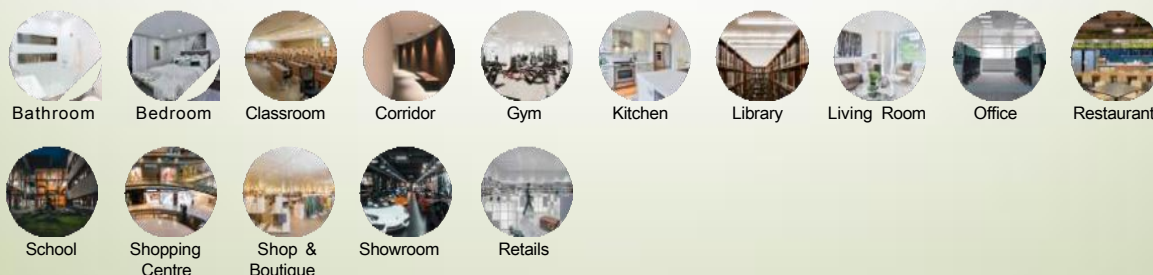 Bathroom Bedroom Classroom Corridor Gym Kitchen Library Living Room Office Restaurant
School Shopping Centre Shop & Boutique Showroom Retails